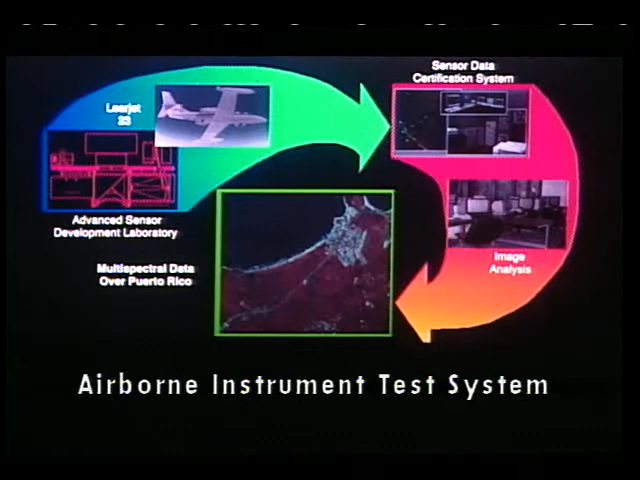 Sensor Data
Certification System
Learjet
23
Advanced Sensor
Development Laboratory
Image
Analysis
Multispectral Data
Over Puerto Rico
Airborne Instrument Test System